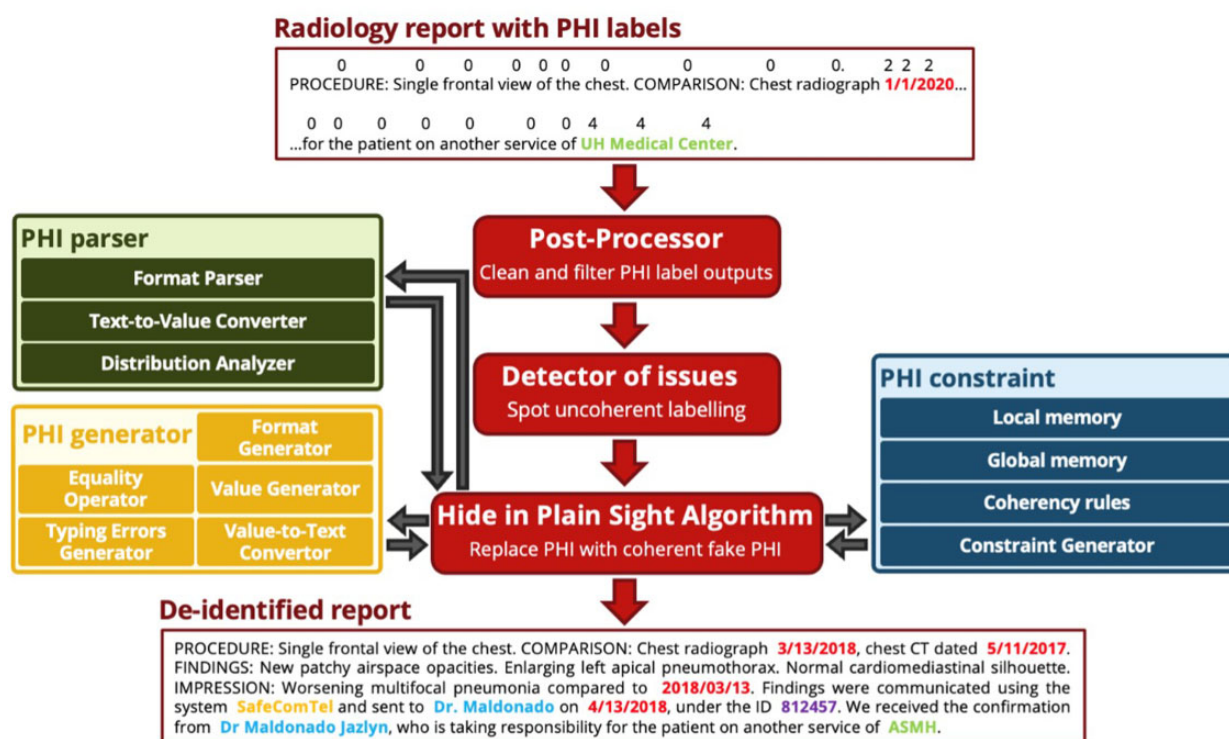 Radiology report with PHI labels
0 0 0 0 0 0 0 0 0 0. 2 2 2
PROCEDURE: Single frontal view of the chest. COMPARISON: Chest radiograph 1/1/2020...
0 0 0 0 0 0 0 4 4 4
...for the patient on another service of UH Medical Center.
Post-Processor
Clean and filter PHI label outputs
PHI parser
Format Parser
Text-to-Value Converter
Distribution Analyzer
Detector of issues
Spot uncoherent labelling
PHI constraint
Local memory
Global memory
Coherency rules
Constraint Generator
PHI generator
Format
Generator
Equality
Operator
Value Generator
Typing Errors
Generator
Value-to-Text
Convertor
Hide in Plain Sight Algorithm
Replace PHI with coherent fake PHI
De-identified report
PROCEDURE: Single frontal view of the chest. COMPARISON: Chest radiograph 3/13/2018, chest CT dated 5/11/2017.
FINDINGS: New patchy airspace opacities. Enlarging left apical pneumothorax. Normal cardiomediastinal silhouette.
IMPRESSION: Worsening multifocal pneumonia compared to 2018/03/13. Findings were communicated using the
system SafeComTel and sent to Dr. Maldonado on 4/13/2018, under the ID 812457. We received the confirmation
from Dr Maldonado Jazlyn, who is taking responsibility for the patient on another service of ASMH.